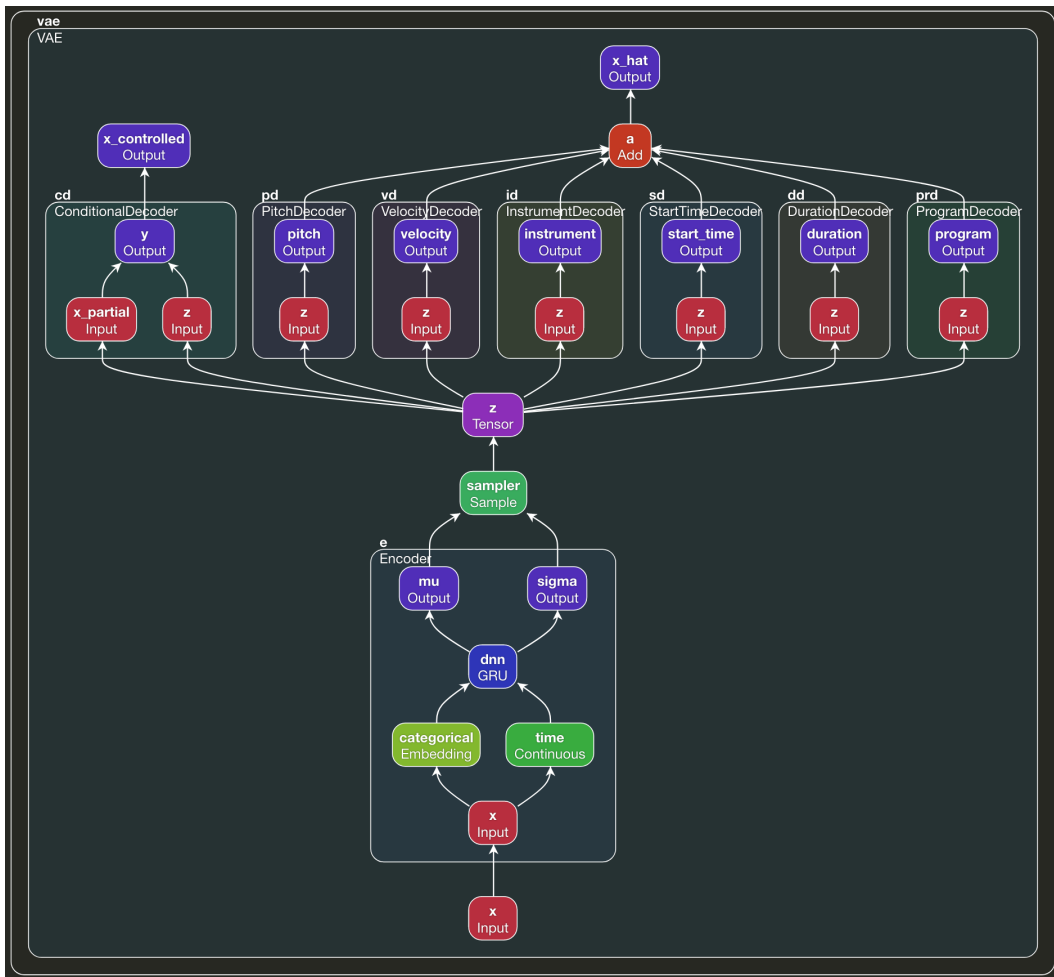 vae
VAE
x_hat
Output
a
Add
x_controlled
Output
cd
ConditionalDecoder
y
Output
x_partial
Input
z
Input
pd
PitchDecoder
pitch
Output
z
Input
vd
VelocityDecoder
velocity
Output
z
Input
id
InstrumentDecoder
instrument
Output
z
Input
sd
StartTimeDecoder
start_time
Output
z
Input
dd
DurationDecoder
duration
Output
z
Input
prd
ProgramDecoder
program
Output
z
Input
z
Tensor
sampler
Sample
e
Encoder
mu
Output
sigma
Output
dnn
GRU
categorical
Embedding
time
Continuous
x
Input
x
Input